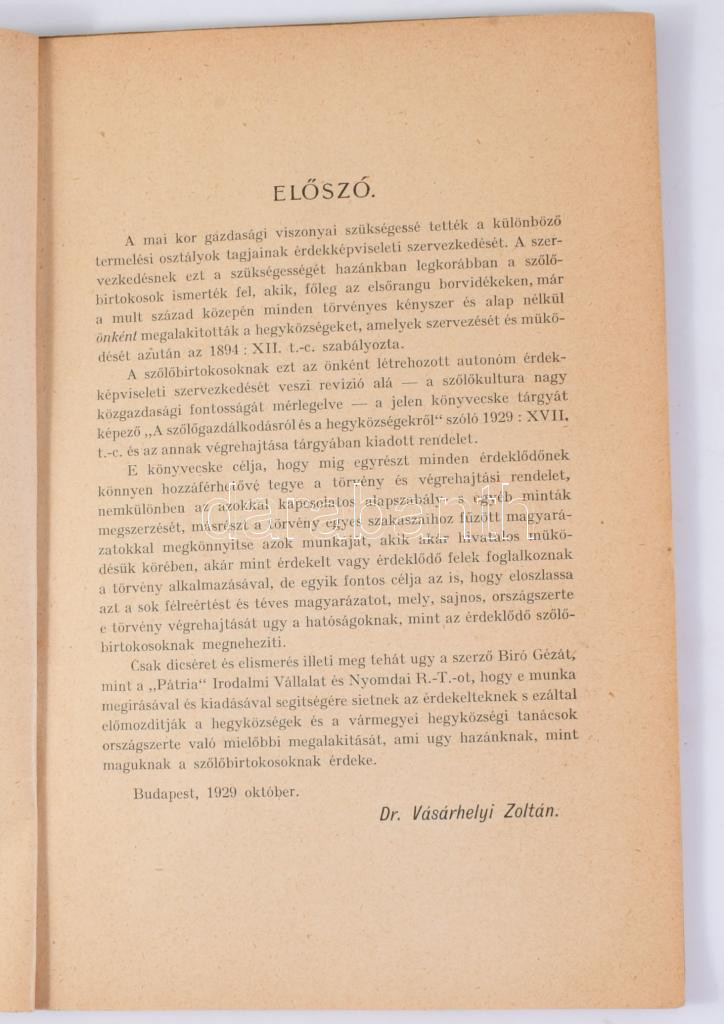 ELŐSZÓ.
A mai kor gazdasági viszonyai szükségessé tették a különböző
termelési osztályok tagjainak érdekképviseleti szervezkedését. A szer-
vezkedésnek ezt a szükségességét hazánkban legkorábban a szőlő-
birtokosok ismerték fel, akik, főleg az elsőrangu borvidékeken, már
a mult század közepén minden törvényes kényszer és alap nélkül
önként megalakitották a hegyközségeket, amelyek szervezését és mükö-
dését azután az 1894 : XII. t.-c. szabályozta.
A szőlőbirtokosoknak ezt az önként létrehozott autonóm érdek-
képviseleti szervezkedését veszi revizió alá — a szőlőkultura nagy
közgazdasági fontosságát mérlegelve — a jelen könyvecske tárgyát
képező „A szőlőgazdálkodásról és a hegyközségekről“ szóló 1929 : XVII.
t.-c. és az annak végrehajtása tárgyában kiadott rendelet.
E könyvecske célja, hogy mig egyrészt minden érdeklődőnek
könnyen hozzáférhetővé tegye a törvény és végrehajtási rendelet,
nemkülönben az azokkal kapcsolatos alapszabály- s egyéb minták
megszerzését, másrészt a törvény egyes szakaszaihoz füzött magyará-
zatokkal megkönnyitse azok munkáját, akik akár hivatalos mükö-
désük körében, akár mint érdekelt vagy érdeklődő felek foglalkoznak
a törvény alkalmazásával, de egyik fontos célja az is, hogy eloszlassa
azt a sok félreértést és téves magyarázatot, mely, sajnos, országszerte
e törvény végrehajtását ugy a hatóságoknak, mint az érdeklődő szőlő-
birtokosoknak megneheziti.
Csak dicséret és elismerés illeti meg tehát ugy a szerző Biró Gézát,
mint a „Pátria“ Irodalmi Vállalat és Nyomdai R.-T.-ot, hogy e munka
megirásával és kiadásával segitségére sietnek az érdekelteknek s ezáltal
előmozditják a hegyközségek és a vármegyei hegyközségi tanácsok
országszerte való mielőbbi megalakitását, ami ugy hazánknak, mint
maguknak a szőlőbirtokosoknak érdeke.
Budapest, 1929 október.
Dr. Vásárhelyi Zoltán.
darabanth